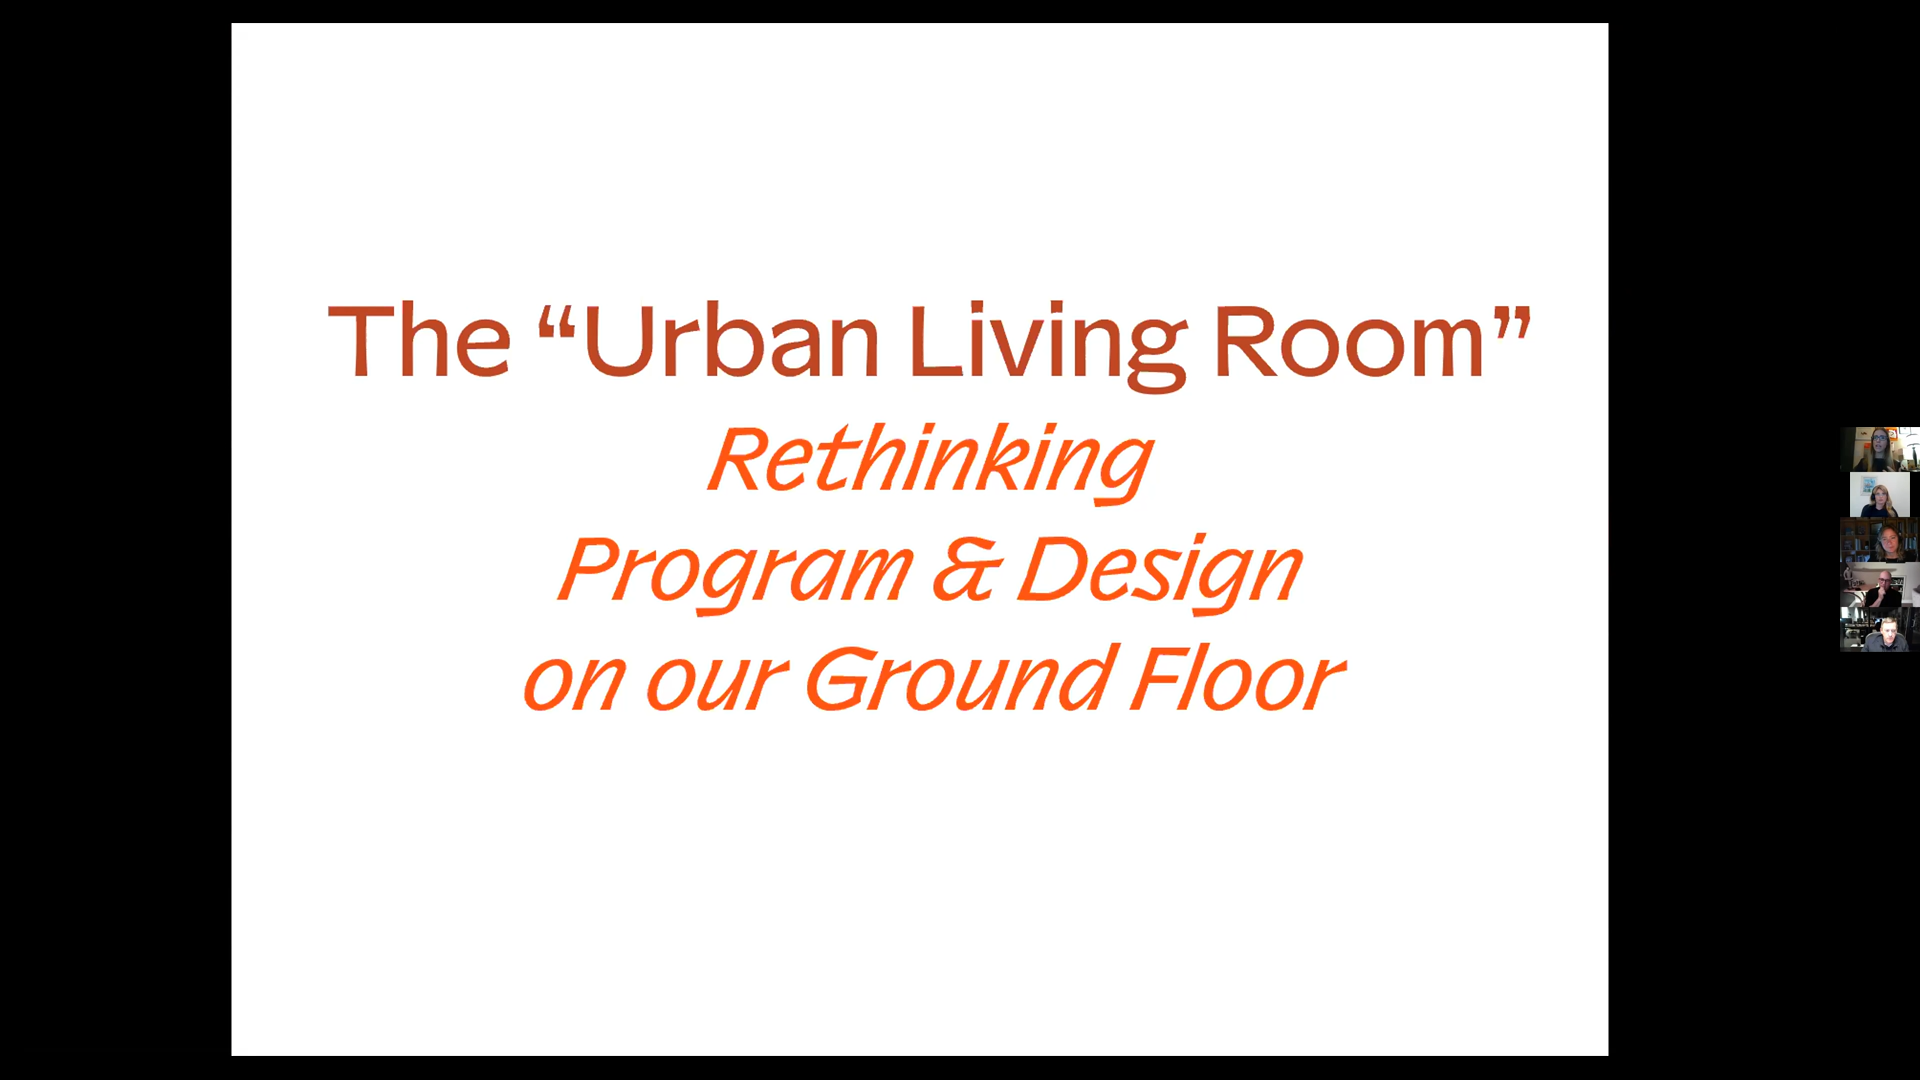 The “Urban Living Room”
Rethinking
Program & Design
on our Ground Floor